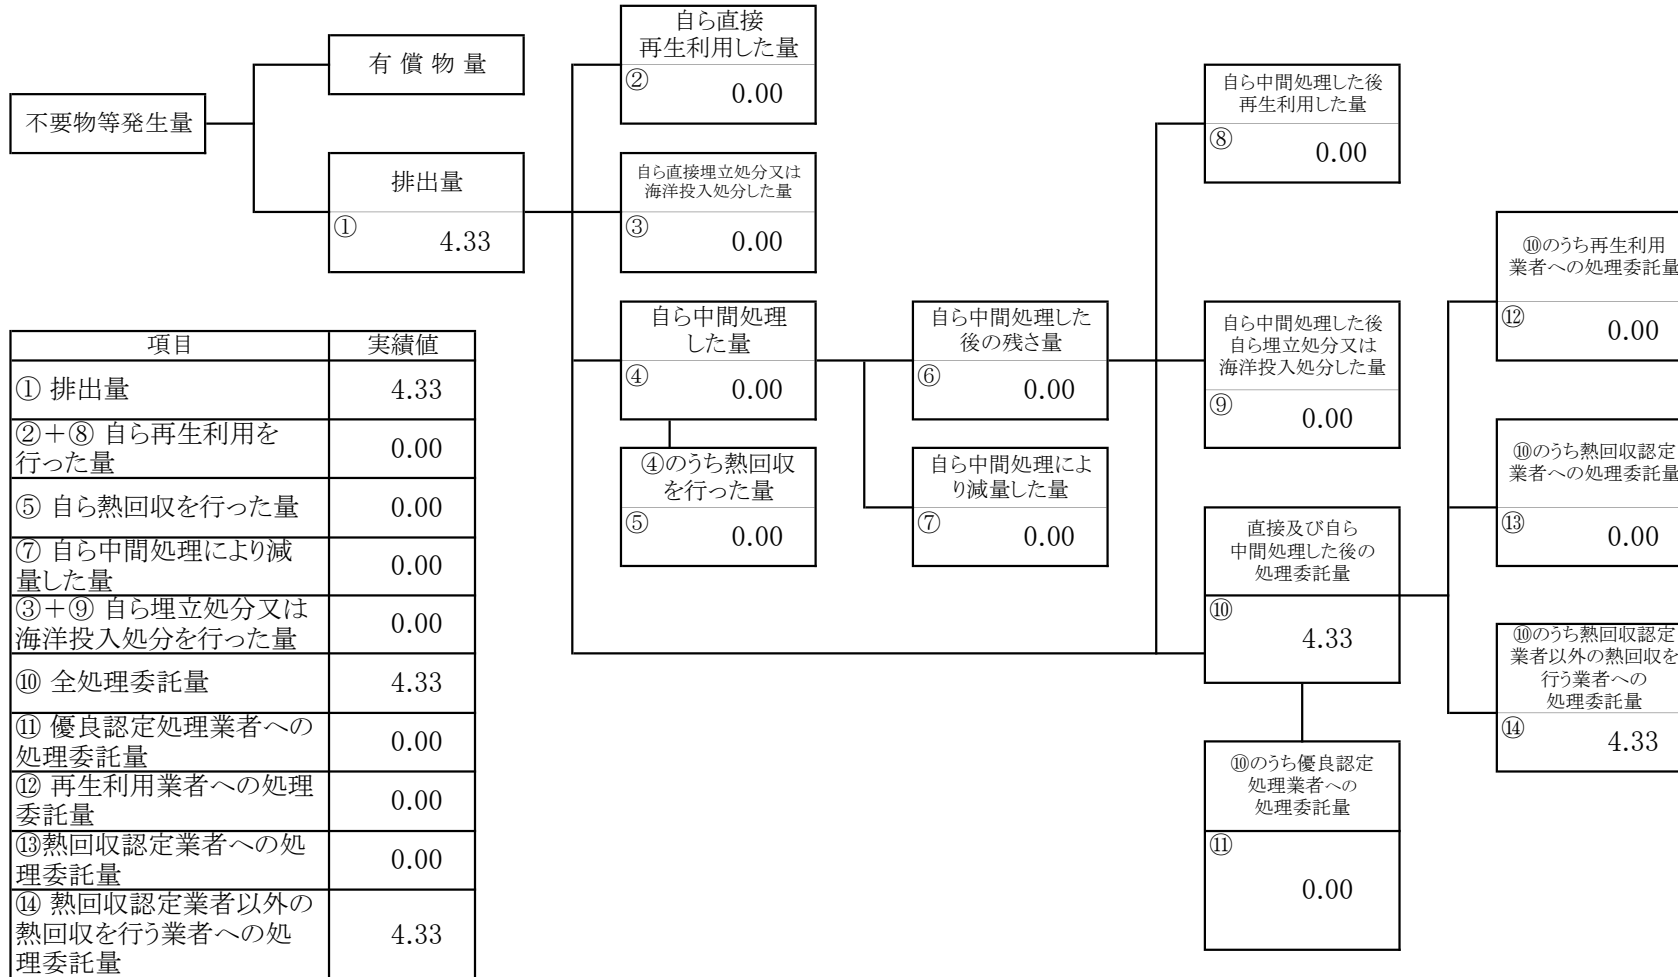 不要物等発生量
有 償 物 量
排出量
①
4.33
自ら直接
再生利用した量
②
0.00
自ら直接埋立処分又は
海洋投入処分した量
③
0.00
自ら中間処理
した量
④
0.00
④のうち熱回収
を行った量
⑤
0.00
自ら中間処理した
後の残さ量
⑥
0.00
自ら中間処理によ
り減量した量
⑦
0.00
自ら中間処理した後
再生利用した量
⑧
0.00
自ら中間処理した後
自ら埋立処分又は
海洋投入処分した量
⑨
0.00
直接及び自ら
中間処理した後の
処理委託量
⑩
4.33
⑩のうち優良認定
処理業者への
処理委託量
⑪
0.00
⑩のうち再生利用
業者への処理委託量
⑫
0.00
⑩のうち熱回収認定
業者への処理委託量
⑬
0.00
⑩のうち熱回収認定
業者以外の熱回収を
行う業者への
処理委託量
⑭
4.33
項目 実績値
① 排出量 4.33
②＋⑧ 自ら再生利用を
行った量 0.00
⑤ 自ら熱回収を行った量 0.00
⑦ 自ら中間処理により減
量した量 0.00
③＋⑨ 自ら埋立処分又は
海洋投入処分を行った量 0.00
⑩ 全処理委託量 4.33
⑪ 優良認定処理業者への
処理委託量 0.00
⑫ 再生利用業者への処理
委託量 0.00
⑬熱回収認定業者への処
理委託量 0.00
⑭ 熱回収認定業者以外の
熱回収を行う業者への処
理委託量 4.33